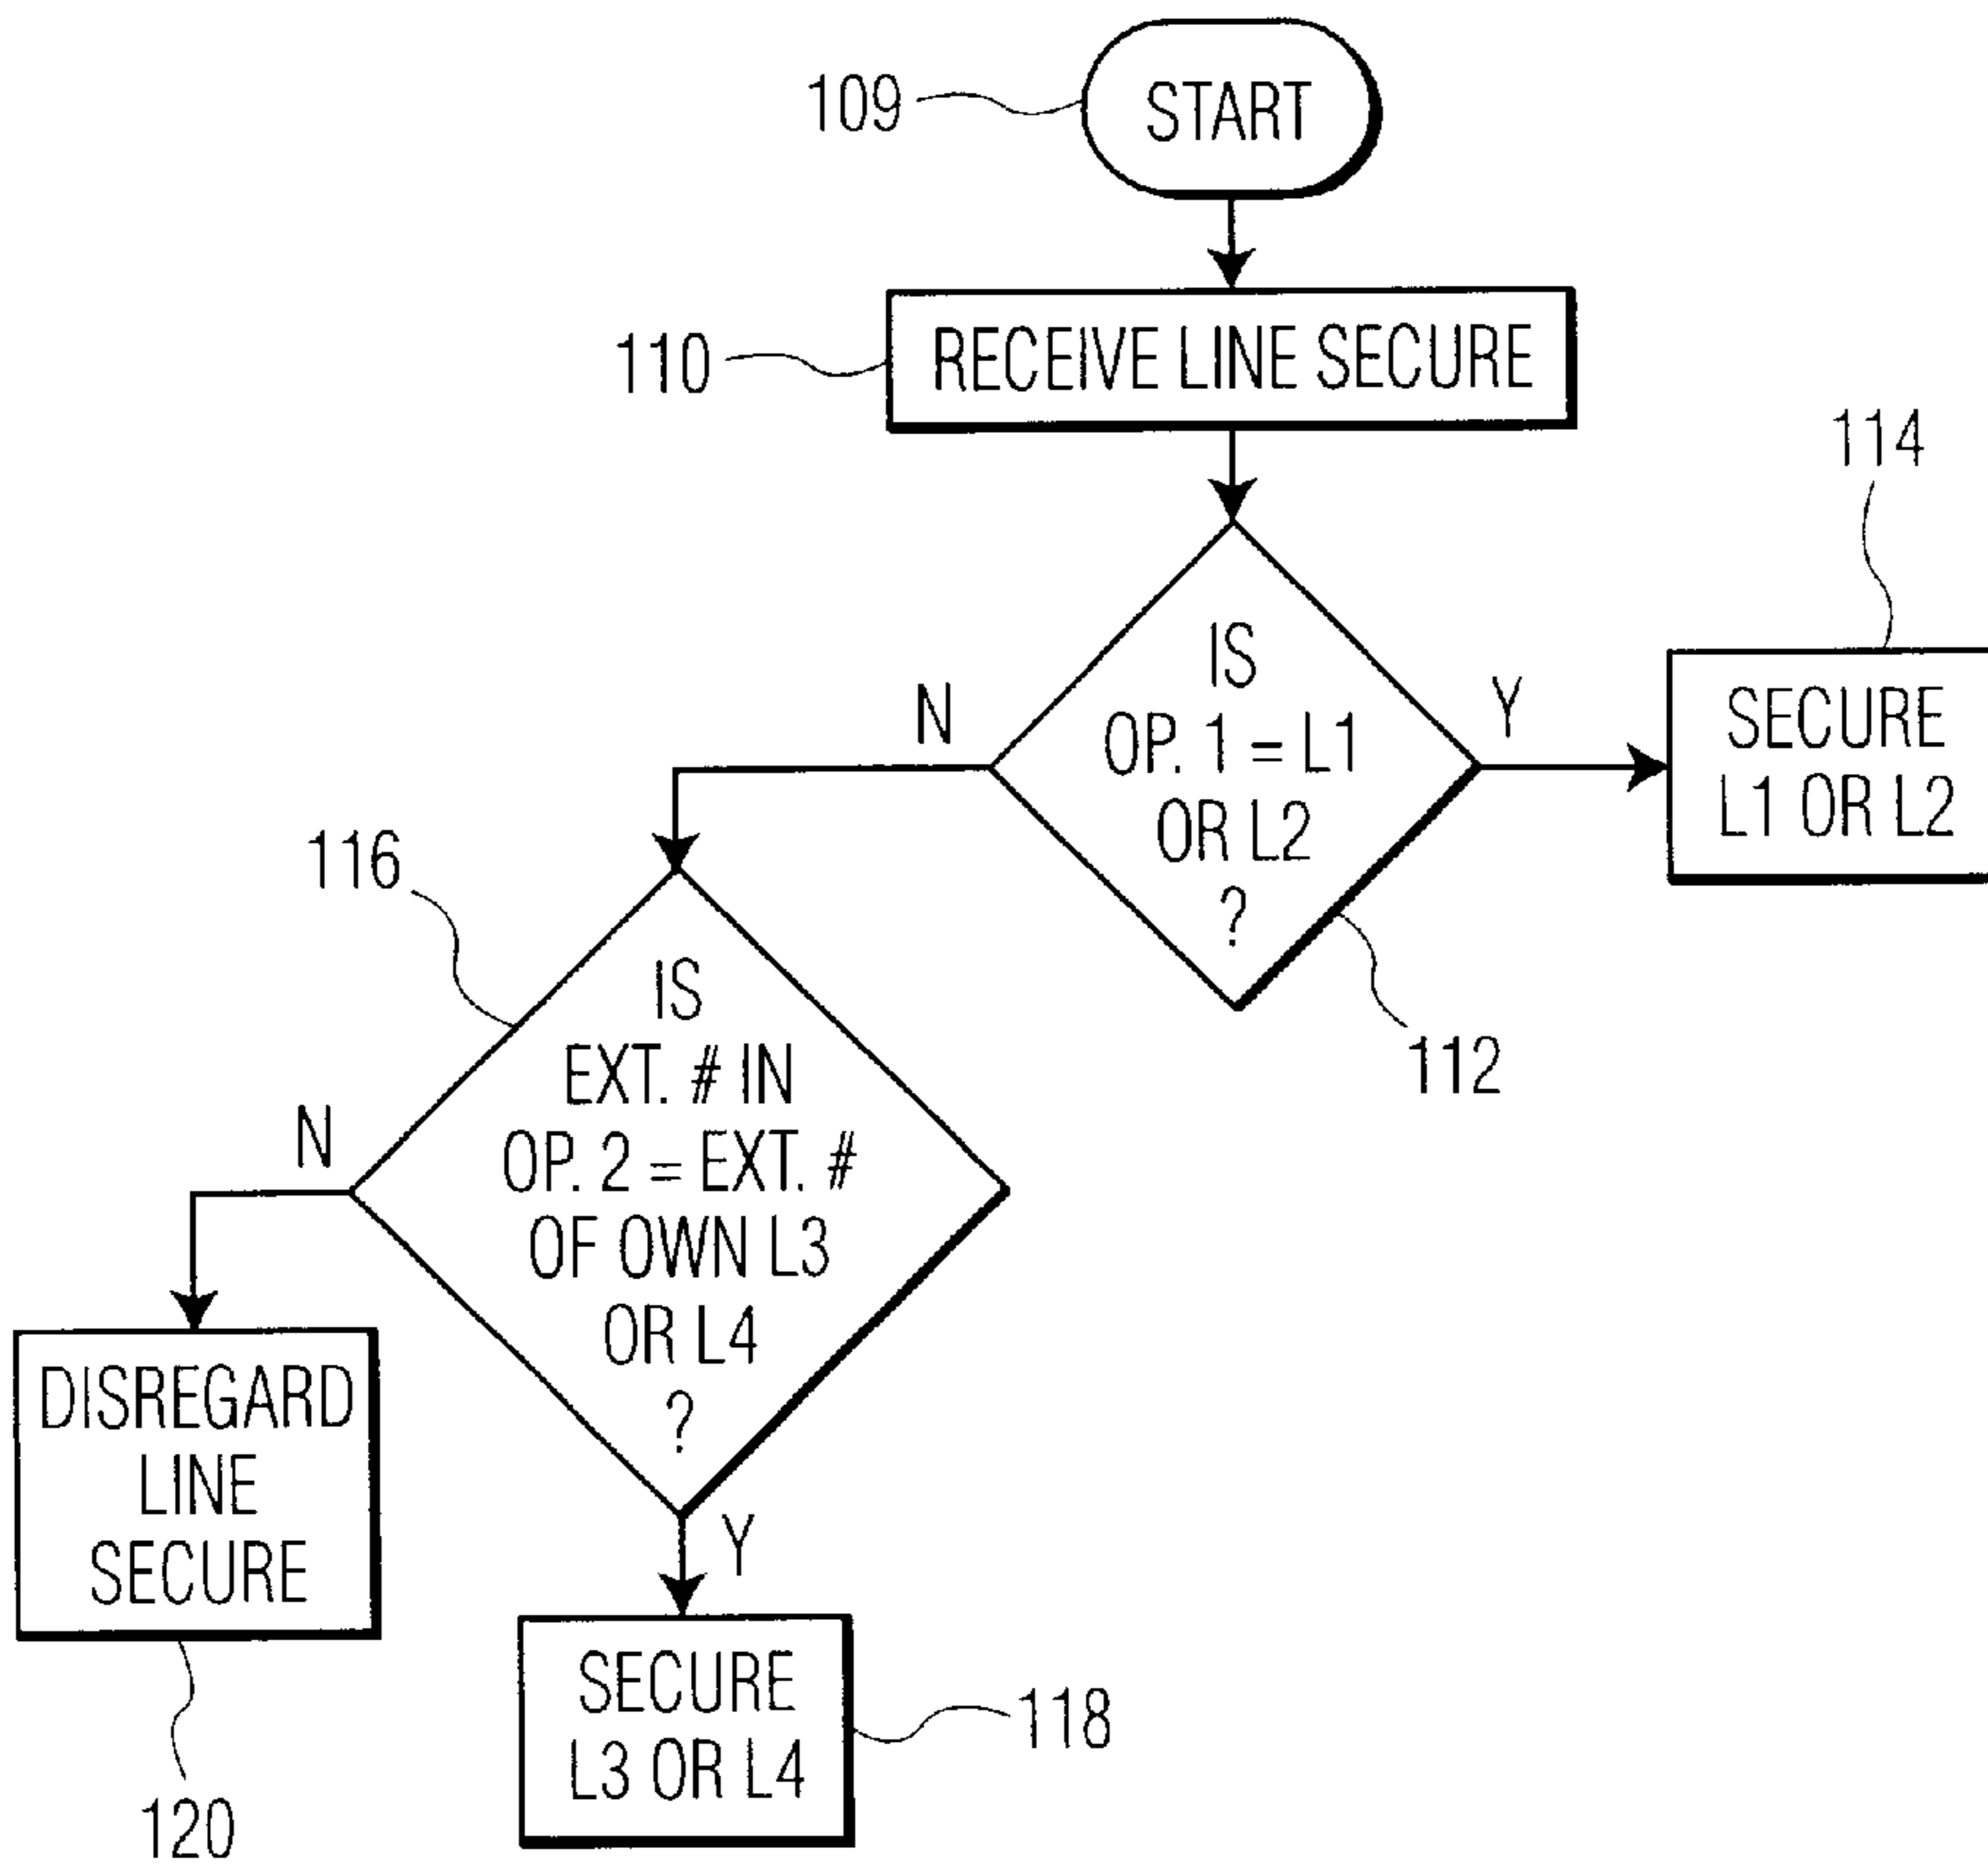 109
START
110
RECEIVE LINE SECURE
114
IS
OP. 1 = L1
OR L2
?
N
Y
SECURE
L1 OR L2
112
116
IS
EXT. # IN
OP. 2 = EXT. #
OF OWN L3
OR L4
?
N
Y
DISREGARD
LINE
SECURE
120
SECURE
L3 OR L4
118